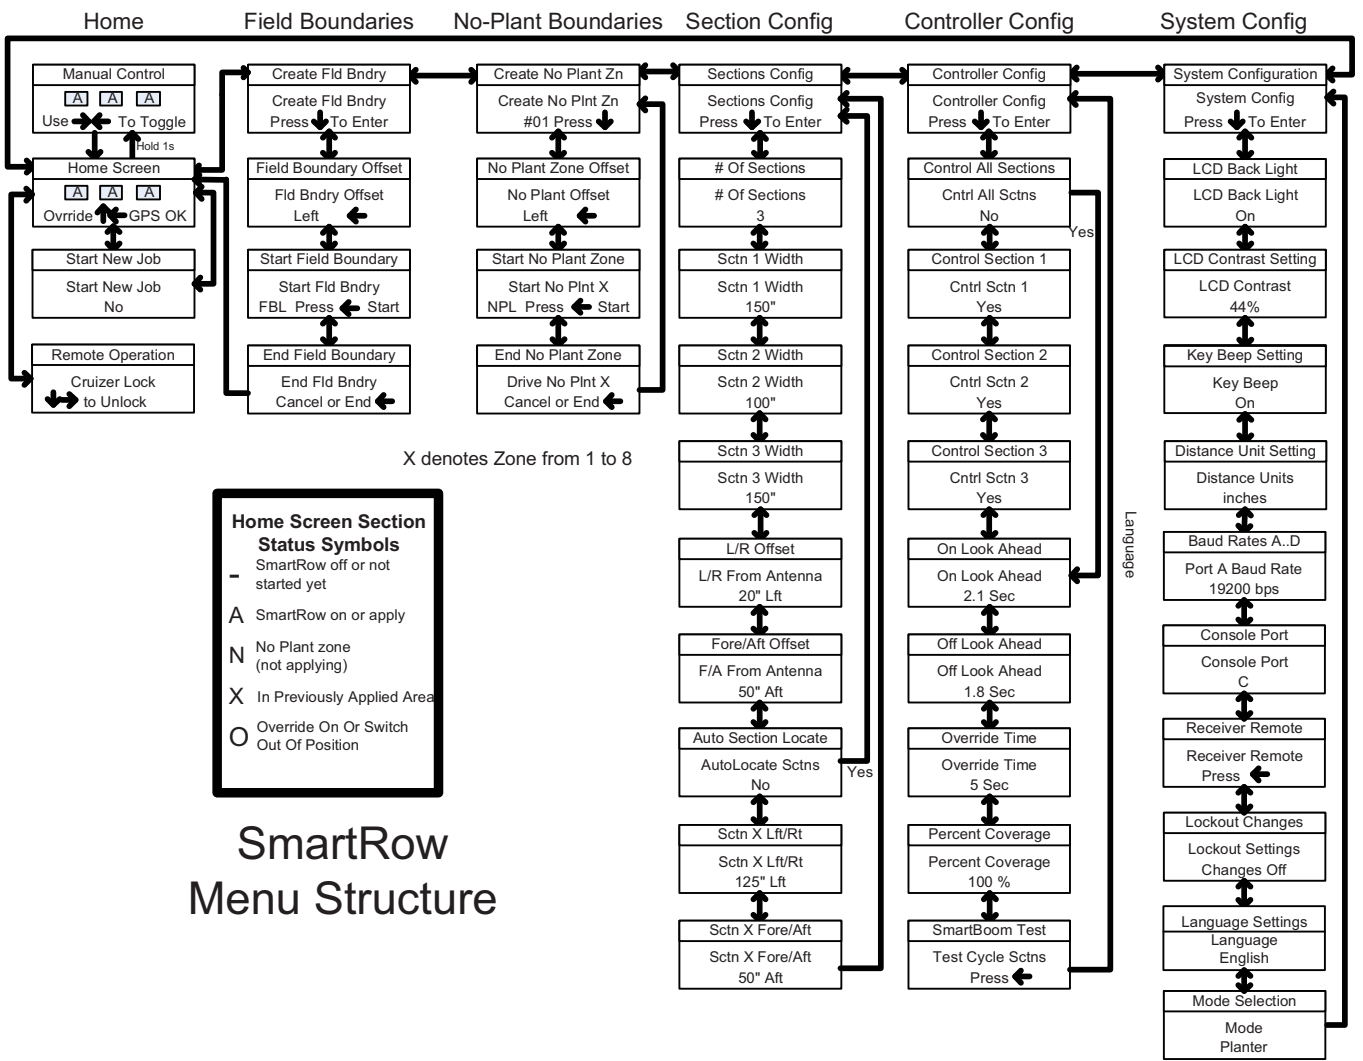 Home
Field Boundaries
No-Plant Boundaries
Section Config
Controller Config
System Config
Manual Control
A A A
Use To Toggle
Hold 1s
Home Screen
A A A
Ovrride GPS OK
Start New Job
Start New Job
No
Remote Operation
Cruizer Lock
to Unlock
Create Fld Bndry
Create Fld Bndry
Press To Enter
Field Boundary Offset
Fld Bndry Offset
Left
Start Field Boundary
Start Fld Bndry
FBL Press Start
End Field Boundary
End Fld Bndry
Cancel or End
Create No Plant Zn
Create No Plnt Zn
#01 Press
No Plant Zone Offset
No Plant Offset
Left
Start No Plant Zone
Start No Plnt X
NPL Press Start
End No Plant Zone
Drive No Plnt X
Cancel or End
X denotes Zone from 1 to 8
Sections Config
Sections Config
Press To Enter
# Of Sections
# Of Sections
3
Sctn 1 Width
Sctn 1 Width
150"
Sctn 2 Width
Sctn 2 Width
100"
Sctn 3 Width
Sctn 3 Width
150"
L/R Offset
L/R From Antenna
20" Lft
Fore/Aft Offset
F/A From Antenna
50" Aft
Auto Section Locate
AutoLocate Sctns
No
Yes
Sctn X Lft/Rt
Sctn X Lft/Rt
125" Lft
Sctn X Fore/Aft
Sctn X Fore/Aft
50" Aft
Controller Config
Controller Config
Press To Enter
Control All Sections
Cntrl All Sctns
No
Yes
Control Section 1
Cntrl Sctn 1
Yes
Control Section 2
Cntrl Sctn 2
Yes
Control Section 3
Cntrl Sctn 3
Yes
On Look Ahead
On Look Ahead
2.1 Sec
Off Look Ahead
Off Look Ahead
1.8 Sec
Override Time
Override Time
5 Sec
Percent Coverage
Percent Coverage
100 %
SmartBoom Test
Test Cycle Sctns
Press
Language
System Configuration
System Config
Press To Enter
LCD Back Light
LCD Back Light
On
LCD Contrast Setting
LCD Contrast
44%
Key Beep Setting
Key Beep
On
Distance Unit Setting
Distance Units
inches
Baud Rates A..D
Port A Baud Rate
19200 bps
Console Port
Console Port
C
Receiver Remote
Receiver Remote
Press
Lockout Changes
Lockout Settings
Changes Off
Language Settings
Language
English
Mode Selection
Mode
Planter
Home Screen Section
Status Symbols
- SmartRow off or not
started yet
A SmartRow on or apply
N No Plant zone
(not applying)
X In Previously Applied Area
O Override On Or Switch
Out Of Position
SmartRow
Menu Structure